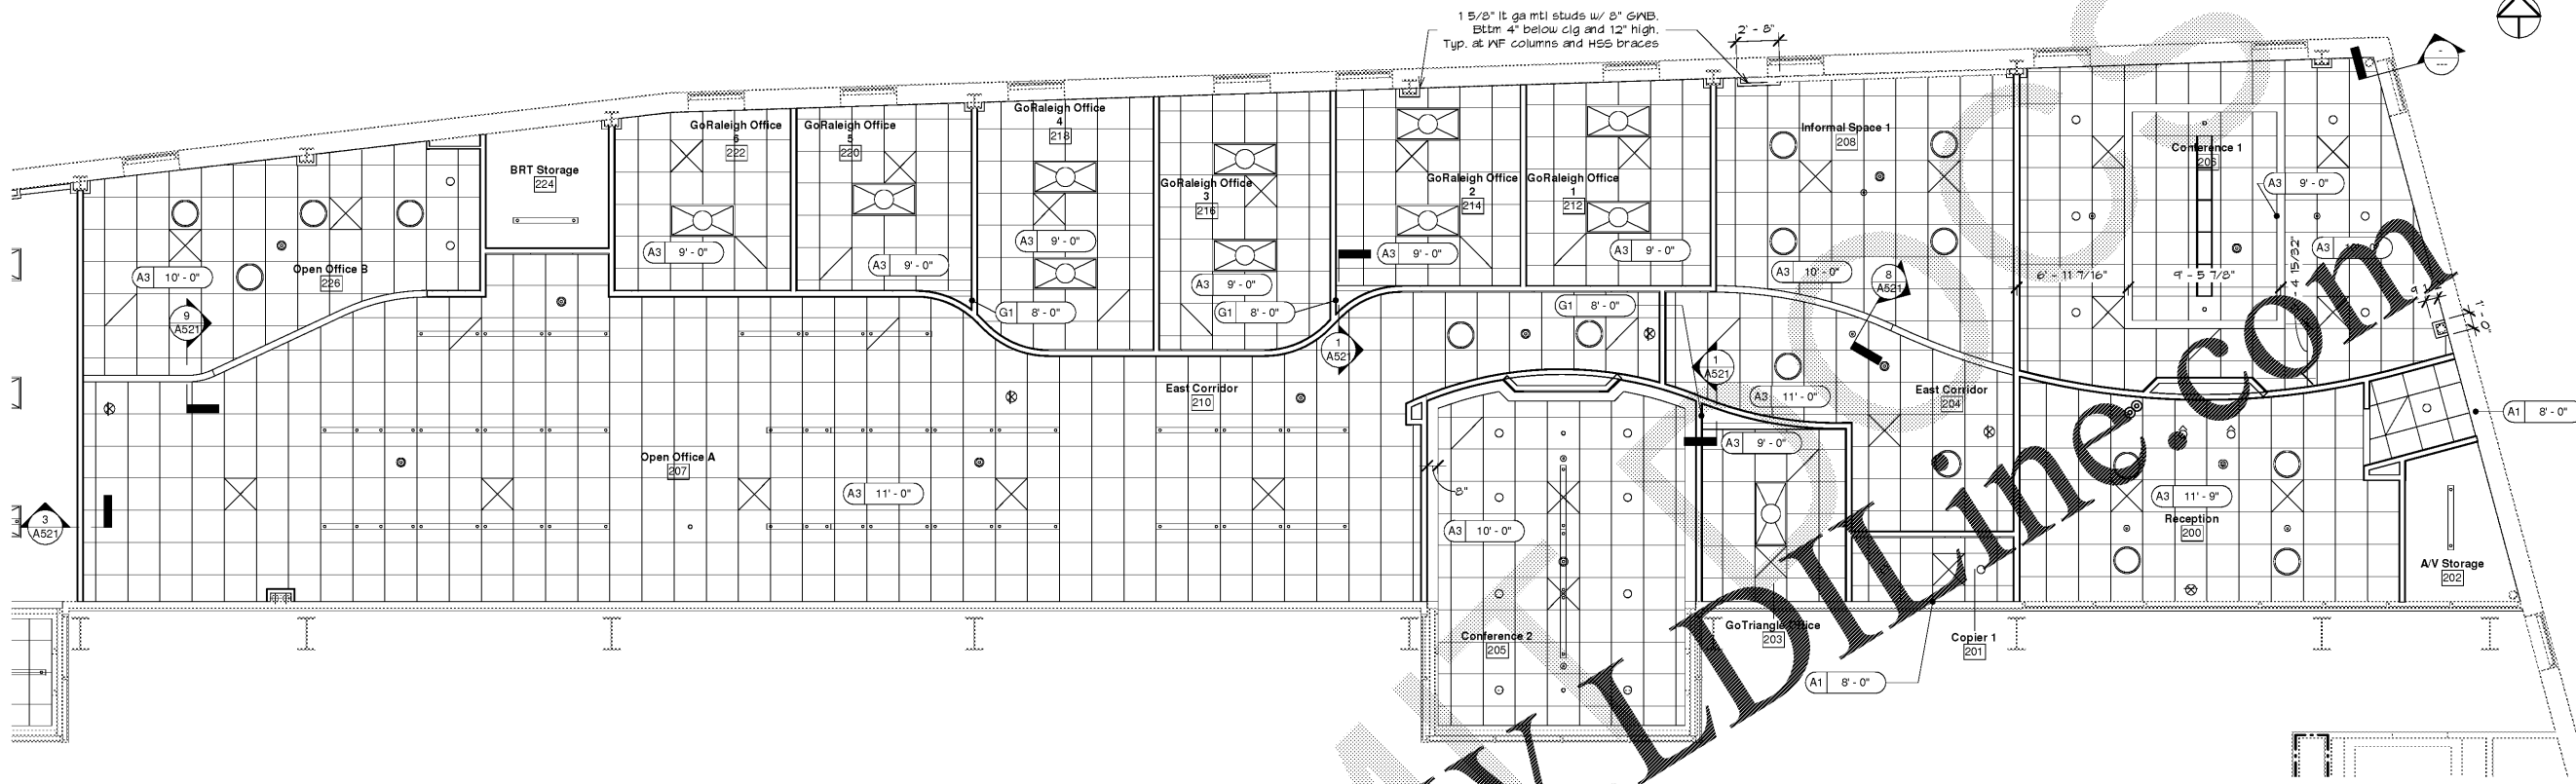 1 5/8" lt ga mtl studs w/ 8" GWB.
Bttm 4" below clg and 12" high.
Typ. at WF columns and HSS braces
2' - 8"
-
---
GoRaleigh Office
6
222
GoRaleigh Office
5
220
GoRaleigh Office
4
218
GoRaleigh Office
3
216
GoRaleigh Office
2
214
GoRaleigh Office
1
212
Informal Space 1
208
Conference 1
206
BRT Storage
224
Open Office B
226
A3 10' - 0"
A3 9' - 0"
A3 9' - 0"
A3 9' - 0"
A3 9' - 0"
A3 9' - 0"
A3 9' - 0"
A3 10' - 0"
A3 9' - 0"
A3
6' - 11 7/16"
9' - 5 7/8"
4 15/32"
1' - 0"
9
A521
G1 8' - 0"
G1 8' - 0"
G1 8' - 0"
8
A521
1
A521
1
A521
East Corridor
210
East Corridor
204
A3 11' - 0"
A1 8' - 0"
A3 9' - 0"
Open Office A
207
A3 11' - 0"
8"
3
A521
A3 10' - 0"
A3 11' - 9"
Reception
200
A/V Storage
202
Conference 2
205
GoTriangle Office
203
Copier 1
201
A1 8' - 0"